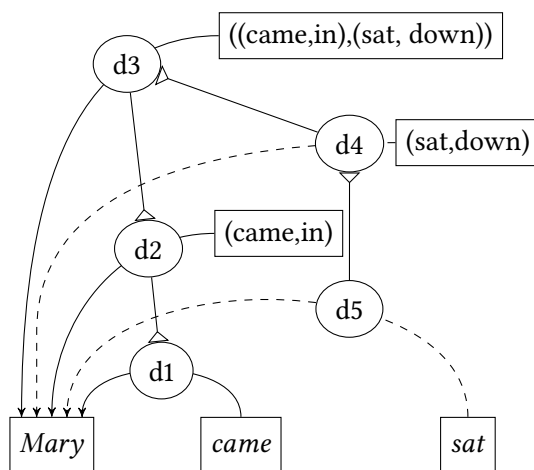 ((came,in),(sat, down))
d3
d4
(sat,down)
(came,in)
d2
d5
d1
Mary
came
sat